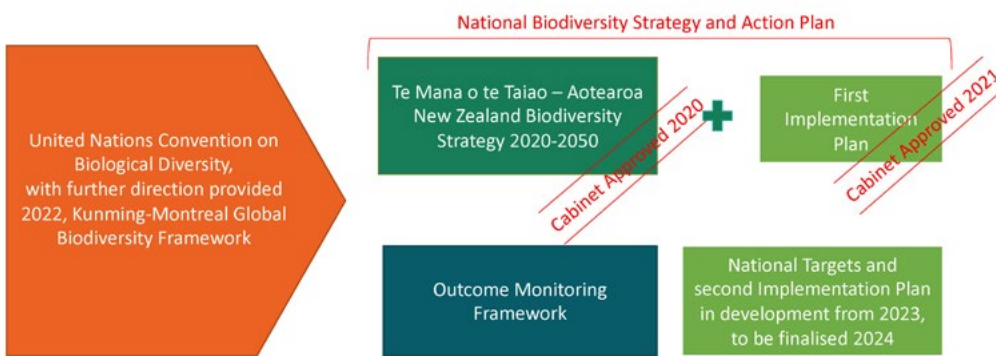 National Biodiversity Strategy and Action Plan
United Nations Convention on
Biological Diversity,
with further direction provided
2022, Kunming-Montreal Global
Biodiversity Framework
Te Mana o te Taiao – Aotearoa
New Zealand Biodiversity
Strategy 2020-2050
Cabinet Approved 2020
First
Implementation
Plan
Cabinet Approved 2021
Outcome Monitoring
Framework
National Targets and
second Implementation Plan
in development from 2023,
to be finalised 2024